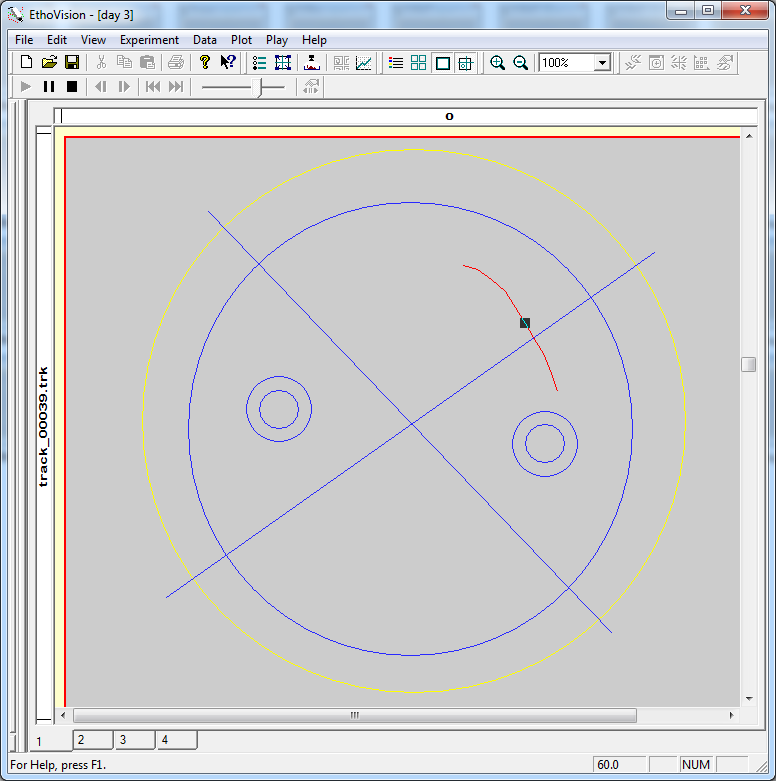 EthoVision - [day 3]
File Edit View Experiment Data Plot Play Help
100%
o
track_00039.trk
1 2 3 4
For Help, press F1. 60.0 NUM